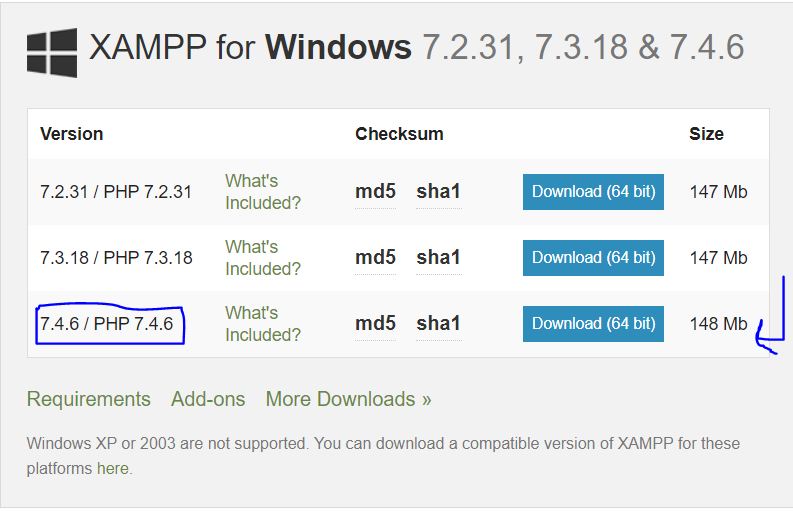 XAMPP for Windows 7.2.31, 7.3.18 & 7.4.6
Version Checksum Size
7.2.31 / PHP 7.2.31 What's Included? md5 sha1 Download (64 bit) 147 Mb
7.3.18 / PHP 7.3.18 What's Included? md5 sha1 Download (64 bit) 147 Mb
7.4.6 / PHP 7.4.6 What's Included? md5 sha1 Download (64 bit) 148 Mb
Requirements Add-ons More Downloads »
Windows XP or 2003 are not supported. You can download a compatible version of XAMPP for these
platforms here.